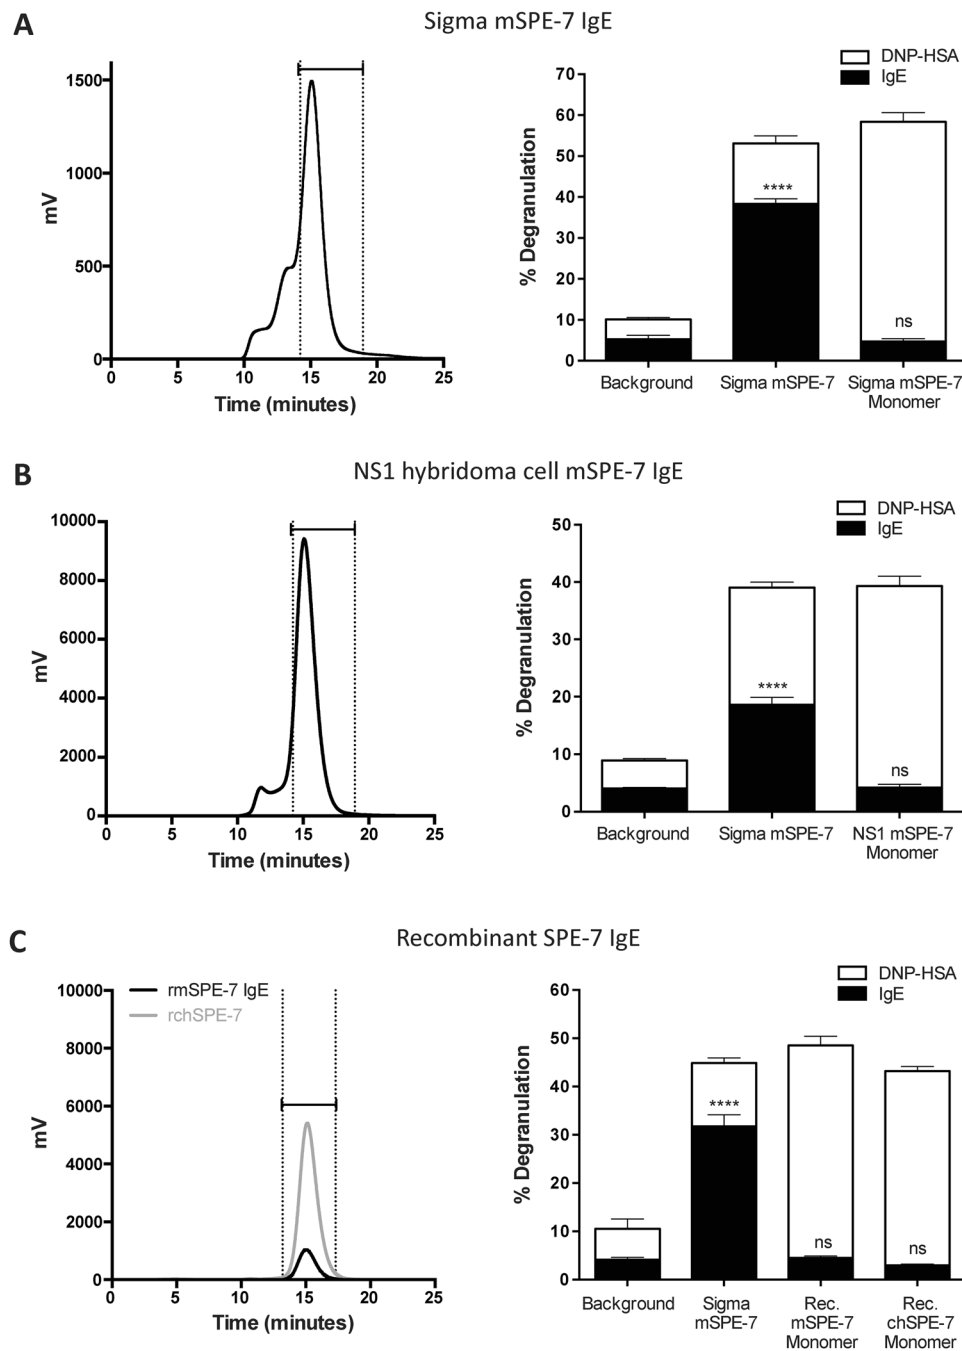 A
Sigma mSPE-7 IgE
1500
1000
500
0
mV
0 5 10 15 20 25
Time (minutes)
DNP-HSA
IgE
70
60
50
40
30
20
10
0
% Degranulation
****
ns
Background
Sigma mSPE-7
Sigma mSPE-7
Monomer
B
NS1 hybridoma cell mSPE-7 IgE
10000
8000
6000
4000
2000
0
mV
0 5 10 15 20 25
Time (minutes)
DNP-HSA
IgE
50
40
30
20
10
0
% Degranulation
****
ns
Background
Sigma mSPE-7
NS1 mSPE-7
Monomer
C
Recombinant SPE-7 IgE
rmSPE-7 IgE
rchSPE-7
10000
8000
6000
4000
2000
0
mV
0 5 10 15 20 25
Time (minutes)
DNP-HSA
IgE
60
50
40
30
20
10
0
% Degranulation
****
ns
ns
Background
Sigma
mSPE-7
Rec.
mSPE-7
Monomer
Rec.
chSPE-7
Monomer